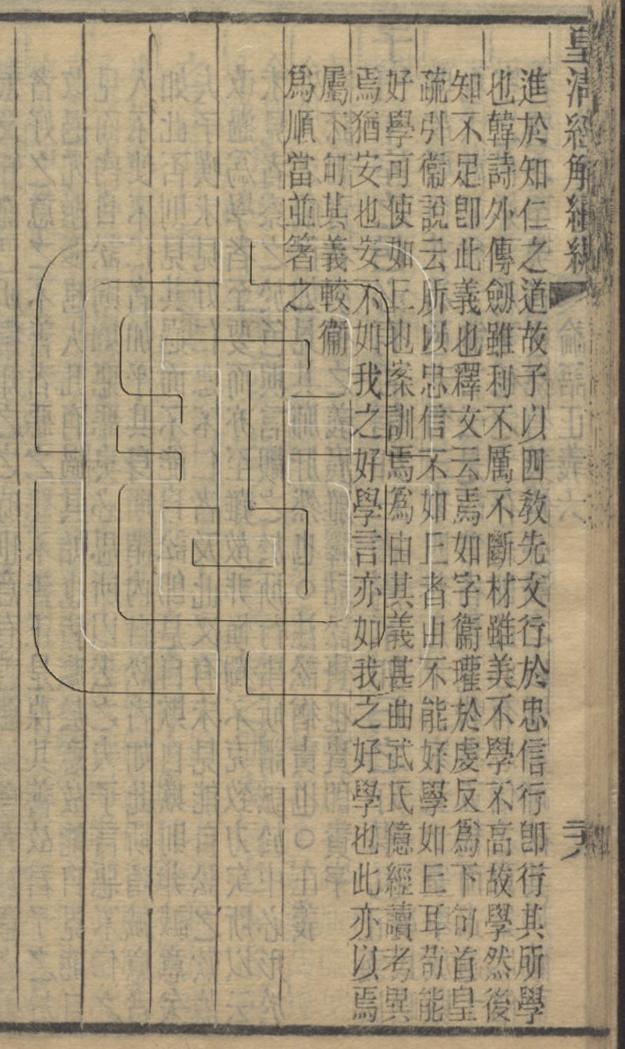 皇清經解續編
論語正義六
進於知仁之道故子以四教先文行於忠信行卽行其所學
也韓詩外傳劒雖利不厲不斷材雖美不學不高故學然後
知不足卽此義也釋文云焉如字衞瓘於虔反爲下句首皇
疏引衞說云所以忠信不如丘者由不能好學如丘耳苟能
好學可使如丘也案訓焉爲由其義甚曲武氏億經讀考異
焉猶安也安不如我之好學言亦如我之好學也此亦以焉
屬下句其義較衞
爲順當並箸之